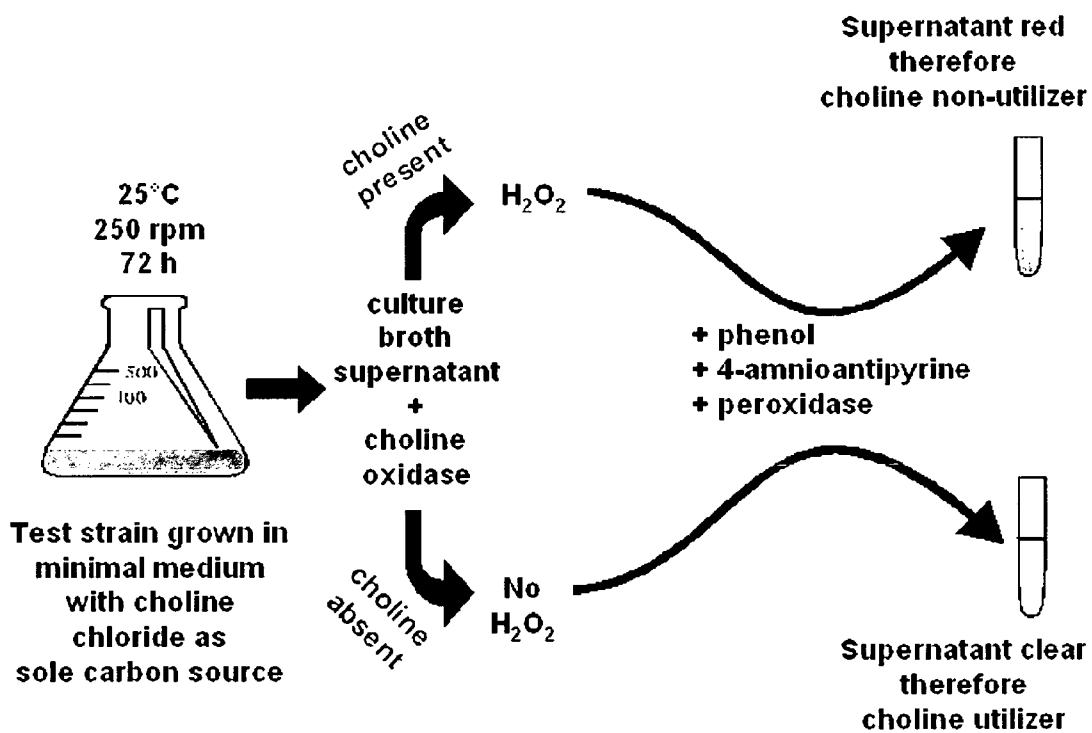 25°C
250 rpm
72 h
500
Test strain grown in
minimal medium
with choline
chloride as
sole carbon source
culture
broth
supernatant
+
choline
oxidase
choline
present
H₂O₂
choline
absent
No
H₂O₂
+ phenol
+ 4-amnioantipyrine
+ peroxidase
Supernatant red
therefore
choline non-utilizer
Supernatant clear
therefore
choline utilizer